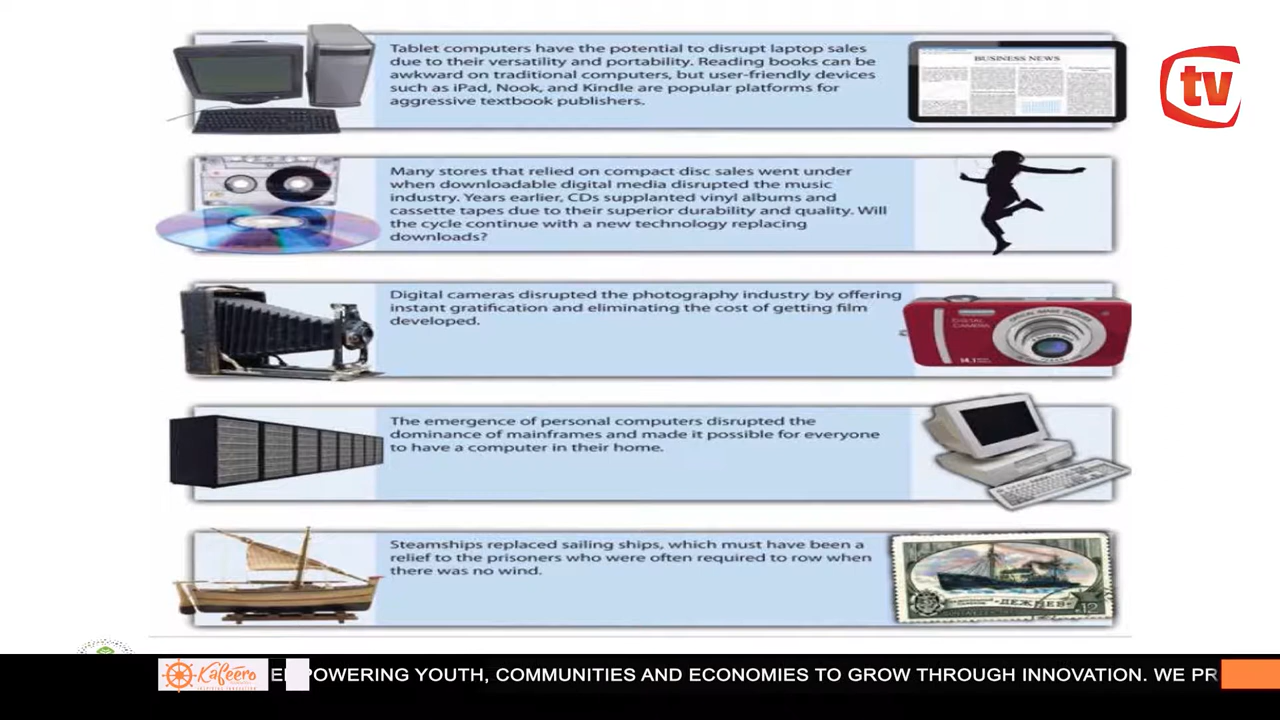 Tablet computers have the potential to disrupt laptop sales
due to their versatility and portability. Reading books can be
awkward on traditional computers, but user-friendly devices
such as iPad, Nook, and Kindle are popular platforms for
aggressive textbook publishers.
BUSINESS NEWS
tv
Many stores that relied on compact disc sales went under
when downloadable digital media disrupted the music
industry. Years earlier, CDs supplanted vinyl albums and
cassette tapes due to their superior durability and quality. Will
the cycle continue with a new technology replacing
downloads?
Digital cameras disrupted the photography industry by offering
instant gratification and eliminating the cost of getting film
developed.
DIGITAL
CAMERA
14.1
The emergence of personal computers disrupted the
dominance of mainframes and made it possible for everyone
to have a computer in their home.
Steamships replaced sailing ships, which must have been a
relief to the prisoners who were often required to row when
there was no wind.
«ДЕЖНЕВ»
12
Kafeero
POWERING YOUTH, COMMUNITIES AND ECONOMIES TO GROW THROUGH INNOVATION. WE PR